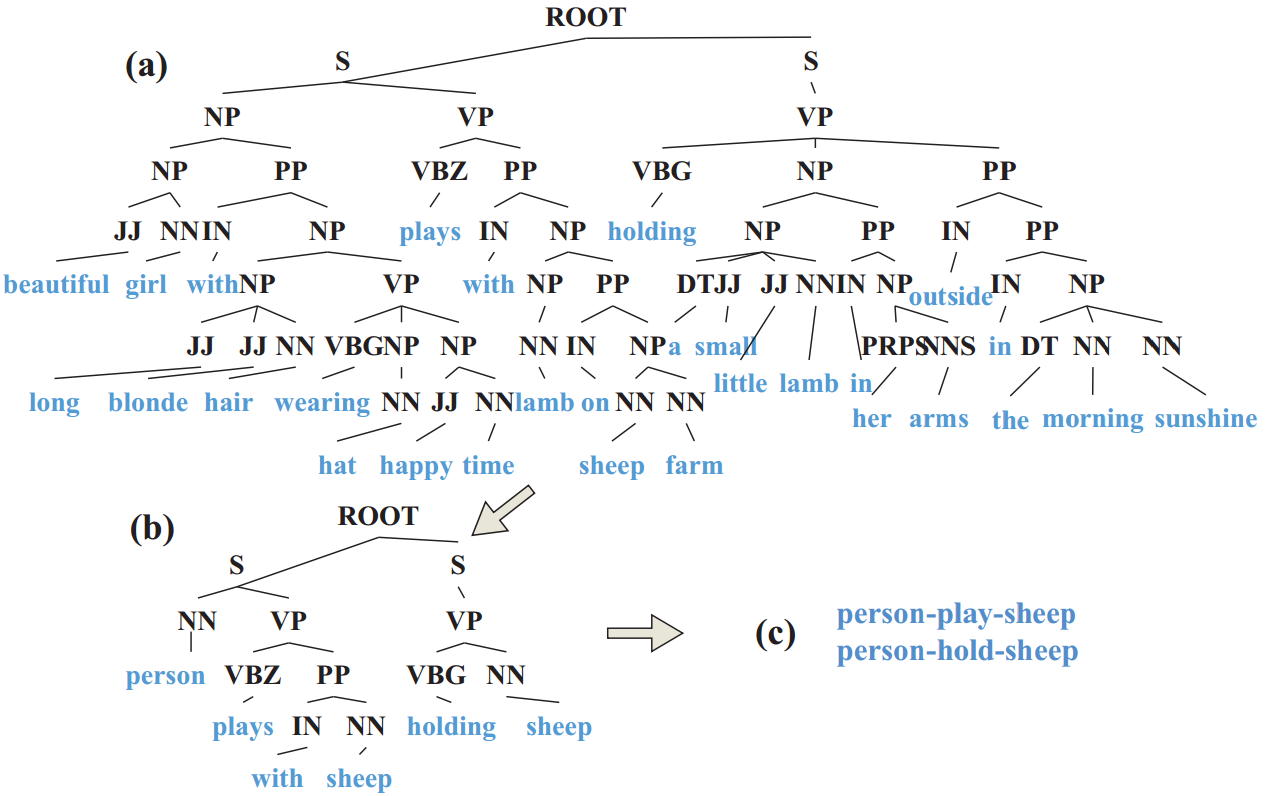 ROOT
(a) S S
NP VP VP
NP PP VBZ PP VBG NP PP
JJ NN IN NP plays IN NP holding NP PP IN PP
beautiful girl with NP VP with NP PP DT JJ JJ NN IN NP outside IN NP
JJ JJ NN VBG NP NP NN IN NP a small PRP$ NNS in DT NN NN
long blonde hair wearing NN JJ NN lamb on NN NN little lamb in her arms the morning sunshine
hat happy time sheep farm
(b) ROOT
S S
NN VP VP
person VBZ PP VBG NN
plays IN NN holding sheep
with sheep
(c) person-play-sheep
person-hold-sheep